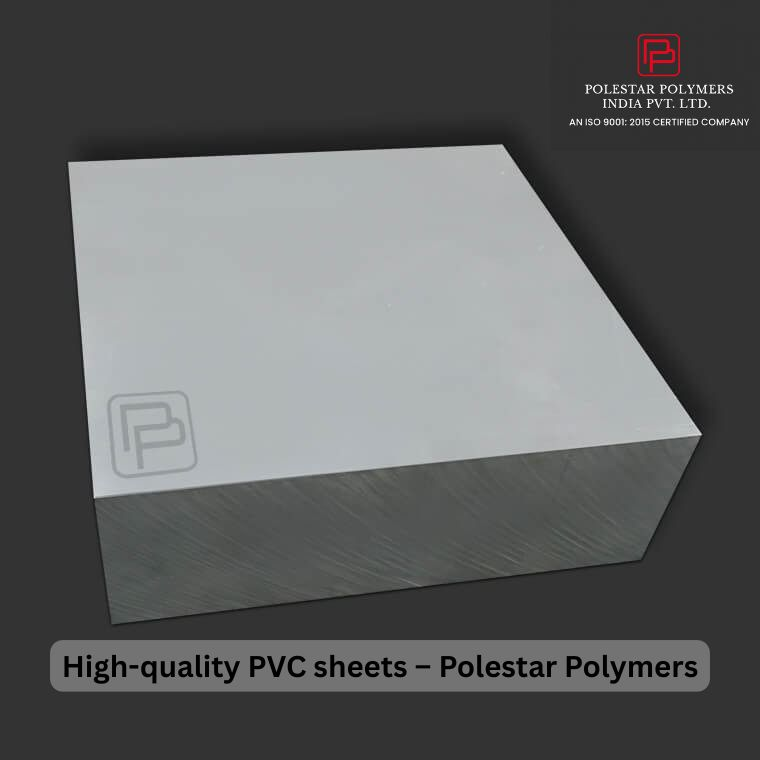 POLESTAR POLYMERS
INDIA PVT. LTD.
AN ISO 9001: 2015 CERTIFIED COMPANY
High-quality PVC sheets – Polestar Polymers